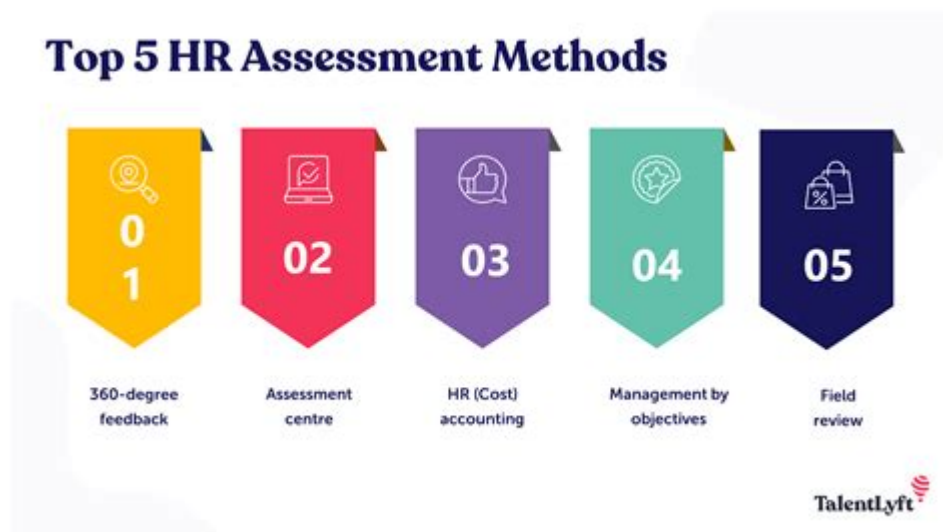 Top 5 HR Assessment Methods
0
1
02
03
04
%
05
360-degree
feedback
Assessment
centre
HR (Cost)
accounting
Management by
objectives
Field
review
TalentLyft